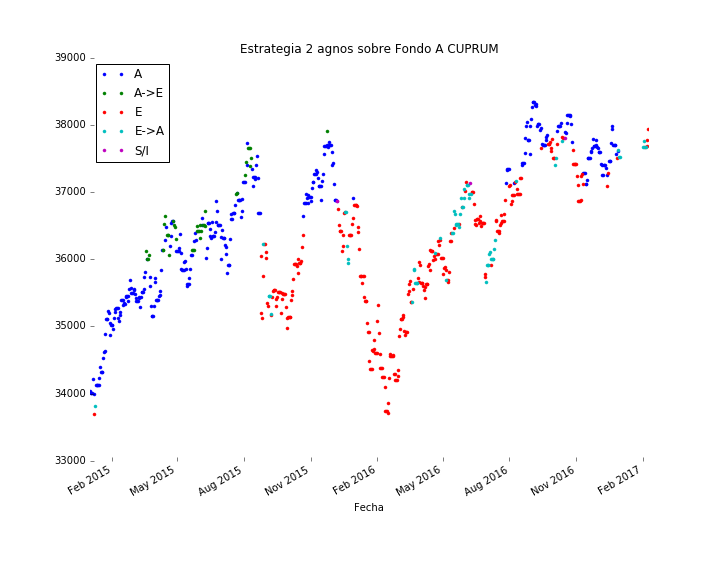 Estrategia 2 agnos sobre Fondo A CUPRUM
39000
38000
37000
36000
35000
34000
33000
A
A->E
E
E->A
S/I
Feb 2015
May 2015
Aug 2015
Nov 2015
Feb 2016
May 2016
Aug 2016
Nov 2016
Feb 2017
Fecha